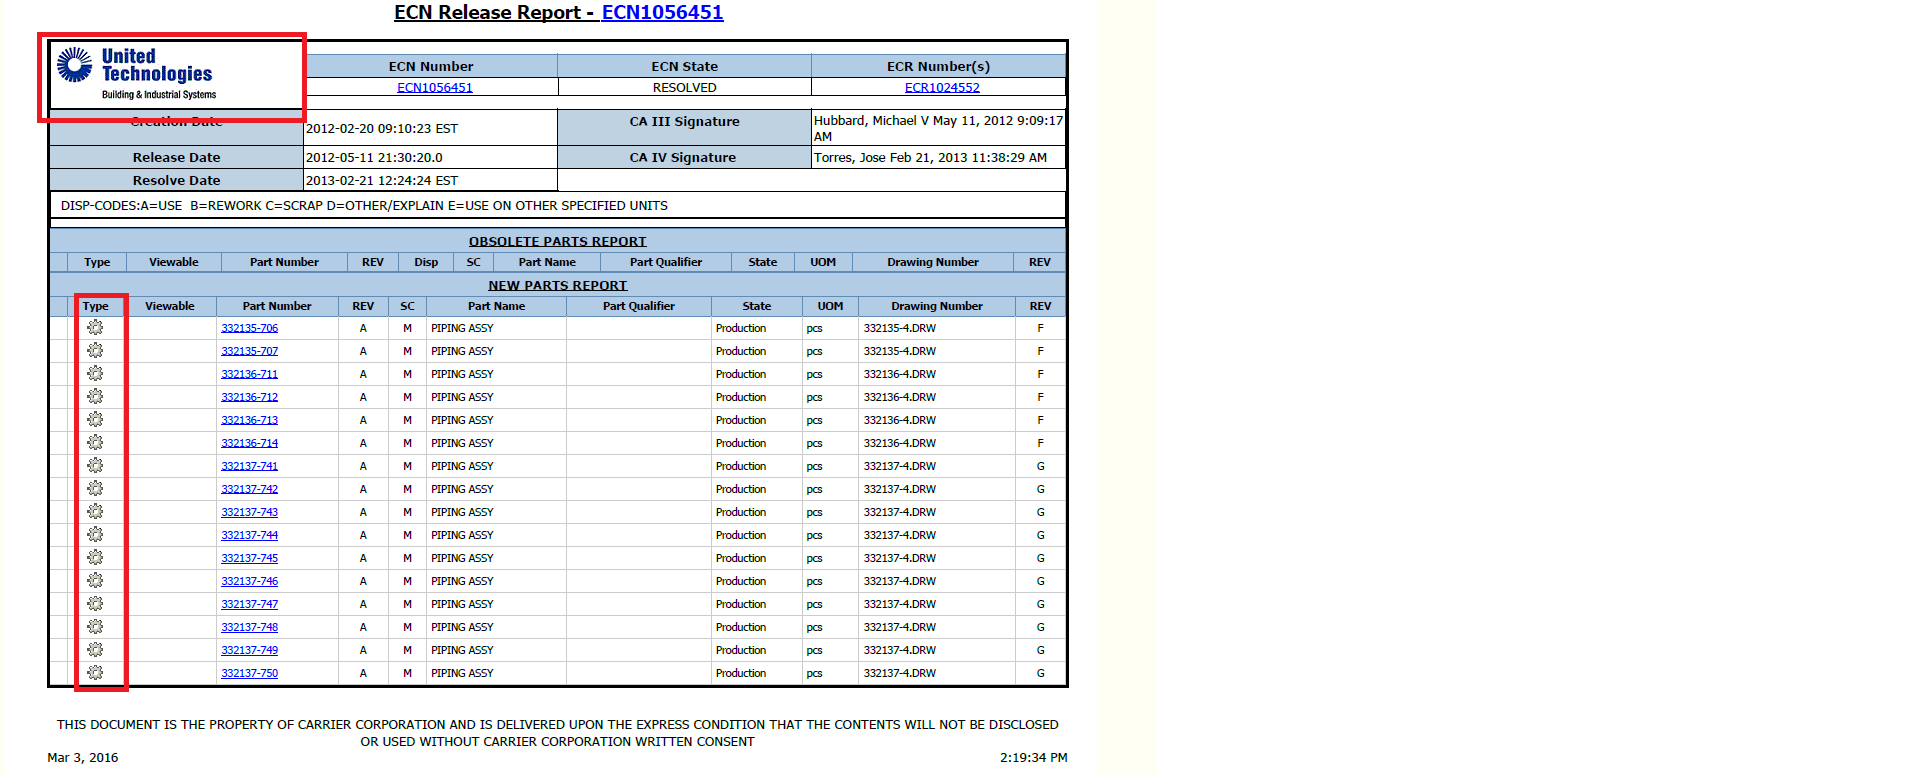 ECN Release Report - ECN1056451
United
Technologies
Building & Industrial Systems
ECN Number ECN State ECR Number(s)
ECN1056451 RESOLVED ECR1024552
Creation Date 2012-02-20 09:10:23 EST CA III Signature Hubbard, Michael V May 11, 2012 9:09:17
AM
Release Date 2012-05-11 21:30:20.0 CA IV Signature Torres, Jose Feb 21, 2013 11:38:29 AM
Resolve Date 2013-02-21 12:24:24 EST
DISP-CODES:A=USE B=REWORK C=SCRAP D=OTHER/EXPLAIN E=USE ON OTHER SPECIFIED UNITS
OBSOLETE PARTS REPORT
Type Viewable Part Number REV Disp SC Part Name Part Qualifier State UOM Drawing Number REV
NEW PARTS REPORT
Type Viewable Part Number REV SC Part Name Part Qualifier State UOM Drawing Number REV
332135-706 A M PIPING ASSY Production pcs 332135-4.DRW F
332135-707 A M PIPING ASSY Production pcs 332135-4.DRW F
332136-711 A M PIPING ASSY Production pcs 332136-4.DRW F
332136-712 A M PIPING ASSY Production pcs 332136-4.DRW F
332136-713 A M PIPING ASSY Production pcs 332136-4.DRW F
332136-714 A M PIPING ASSY Production pcs 332136-4.DRW F
332137-741 A M PIPING ASSY Production pcs 332137-4.DRW G
332137-742 A M PIPING ASSY Production pcs 332137-4.DRW G
332137-743 A M PIPING ASSY Production pcs 332137-4.DRW G
332137-744 A M PIPING ASSY Production pcs 332137-4.DRW G
332137-745 A M PIPING ASSY Production pcs 332137-4.DRW G
332137-746 A M PIPING ASSY Production pcs 332137-4.DRW G
332137-747 A M PIPING ASSY Production pcs 332137-4.DRW G
332137-748 A M PIPING ASSY Production pcs 332137-4.DRW G
332137-749 A M PIPING ASSY Production pcs 332137-4.DRW G
332137-750 A M PIPING ASSY Production pcs 332137-4.DRW G
THIS DOCUMENT IS THE PROPERTY OF CARRIER CORPORATION AND IS DELIVERED UPON THE EXPRESS CONDITION THAT THE CONTENTS WILL NOT BE DISCLOSED
OR USED WITHOUT CARRIER CORPORATION WRITTEN CONSENT
Mar 3, 2016 2:19:34 PM